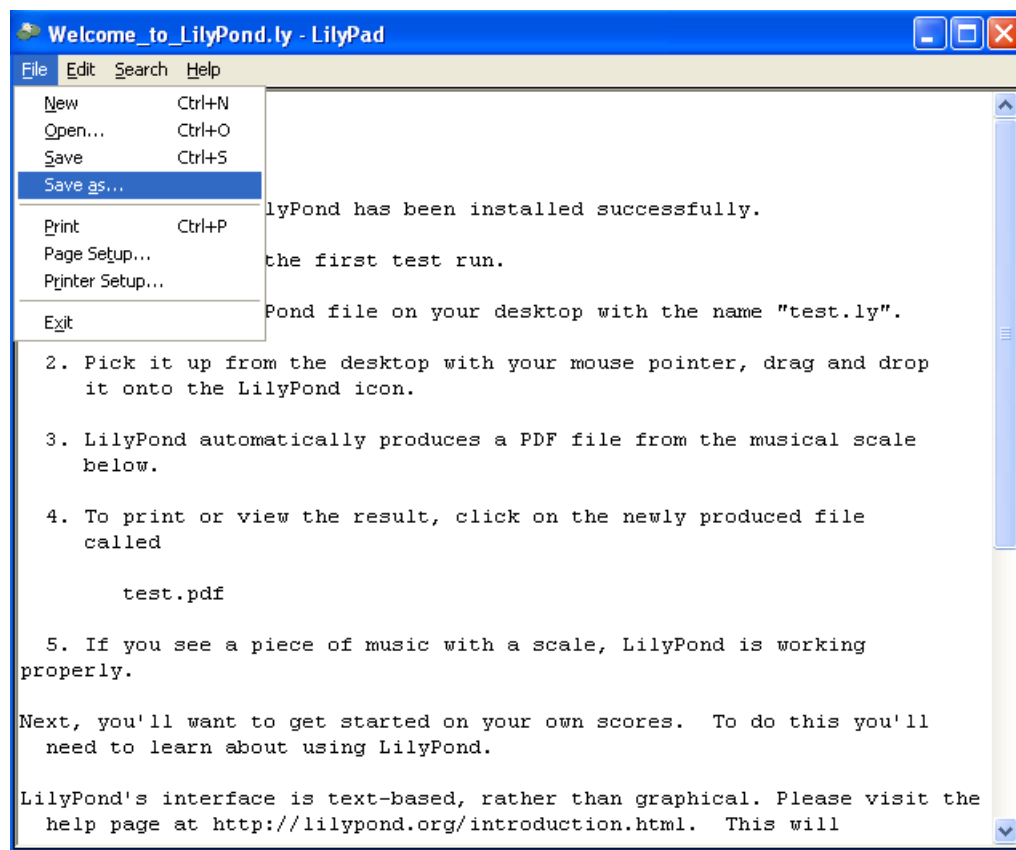 Welcome_to_LilyPond.ly - LilyPad
File Edit Search Help
New Ctrl+N
Open... Ctrl+O
Save Ctrl+S
Save as...
lyPond has been installed successfully.
Print Ctrl+P
Page Setup...
the first test run.
Printer Setup...
Pond file on your desktop with the name "test.ly".
Exit
2. Pick it up from the desktop with your mouse pointer, drag and drop
it onto the LilyPond icon.
3. LilyPond automatically produces a PDF file from the musical scale
below.
4. To print or view the result, click on the newly produced file
called
test.pdf
5. If you see a piece of music with a scale, LilyPond is working
properly.
Next, you'll want to get started on your own scores.  To do this you'll
need to learn about using LilyPond.
LilyPond's interface is text-based, rather than graphical. Please visit the
help page at http://lilypond.org/introduction.html.  This will